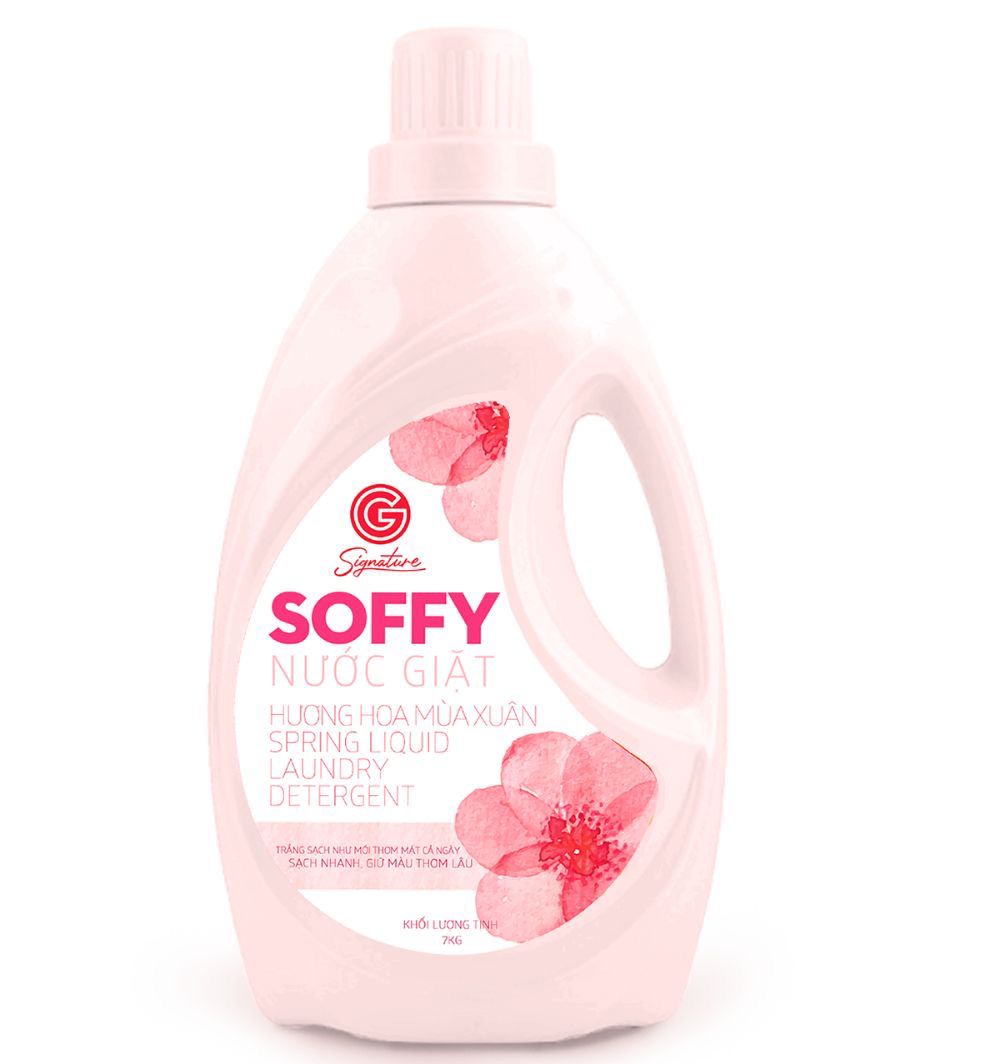 G
Signature
SOFFY
NƯỚC GIẶT
HƯƠNG HOA MÙA XUÂN
SPRING LIQUID
LAUNDRY
DETERGENT
TRẮNG SẠCH NHƯ MỚI THƠM MÁT CẢ NGÀY
SẠCH NHANH, GIỮ MÀU THƠM LÂU
KHỐI LƯỢNG TỊNH
7KG